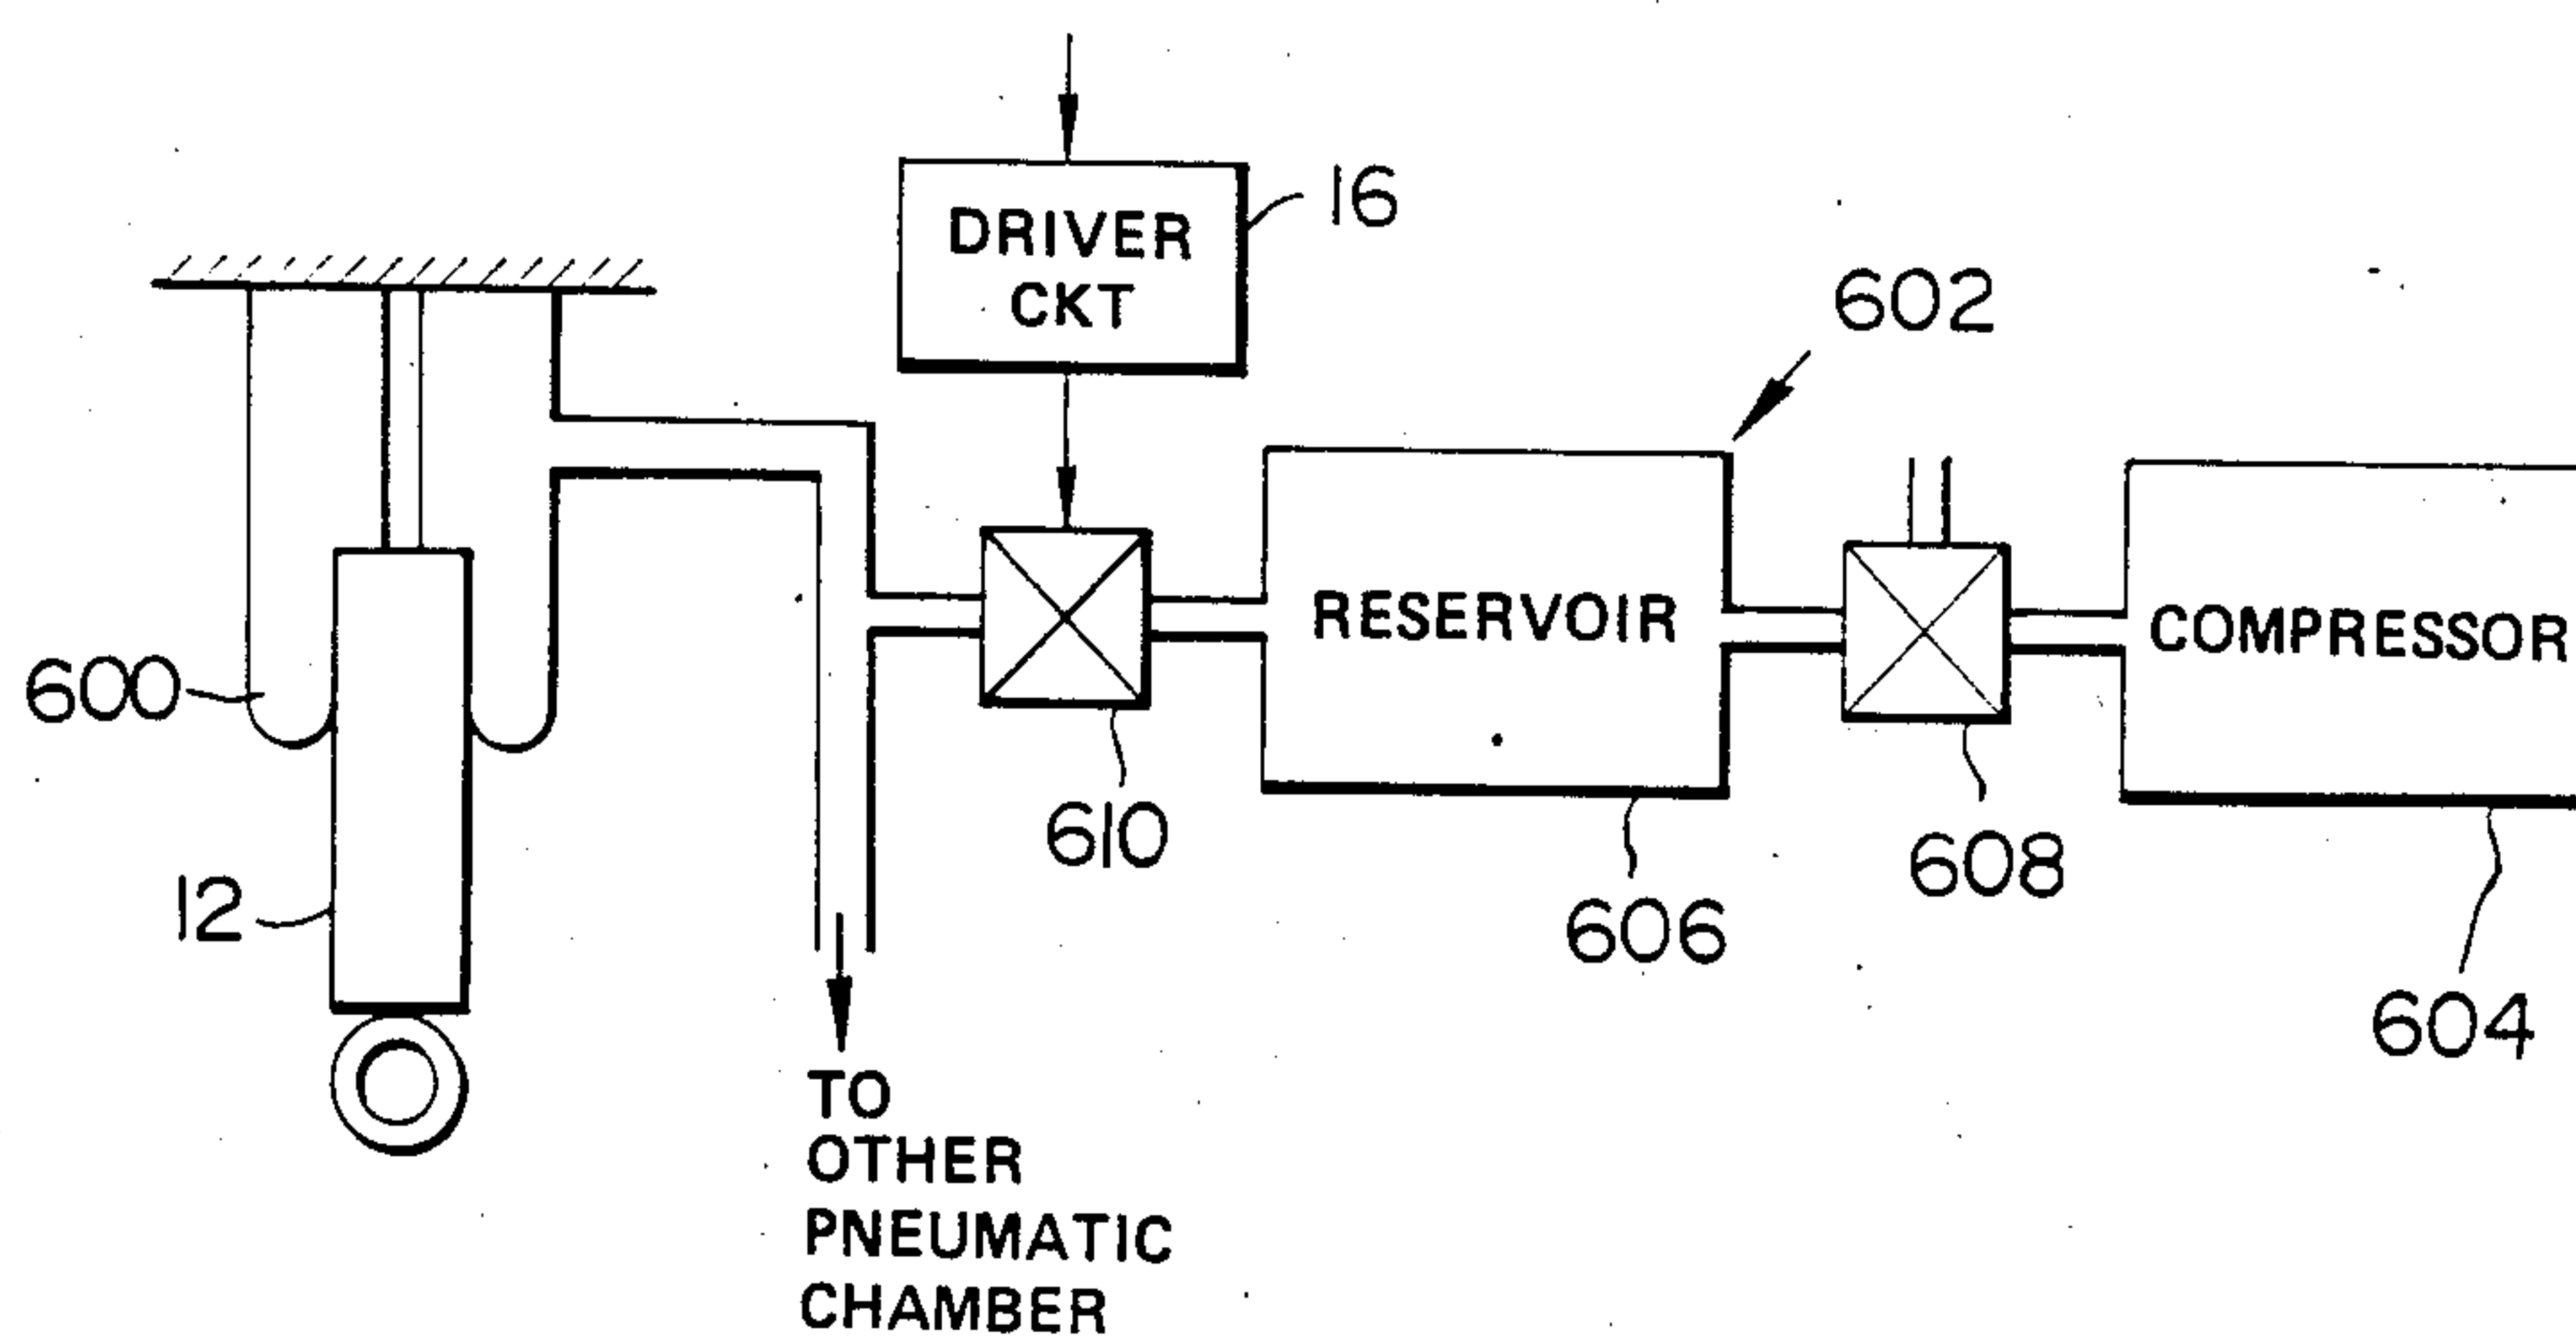 DRIVER
CKT
16
602
RESERVOIR
COMPRESSOR
600
610
12
608
606
604
TO
OTHER
PNEUMATIC
CHAMBER